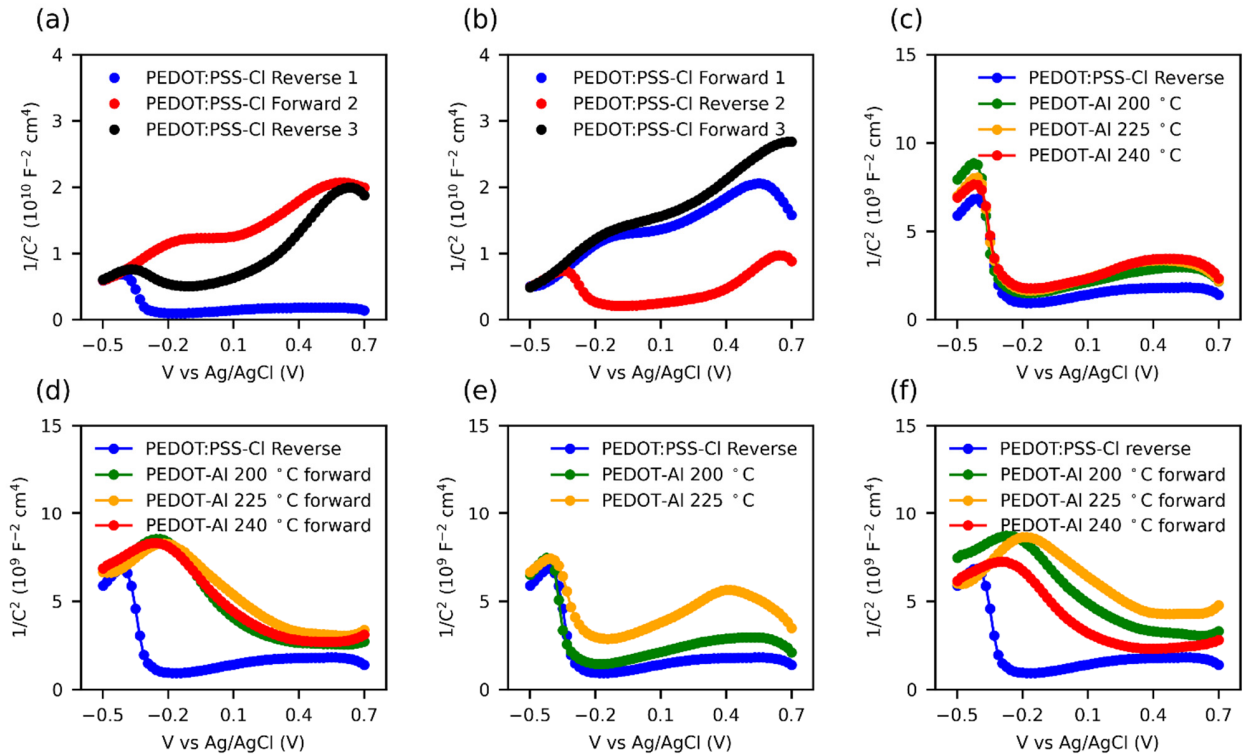 (a)
4
3
2
1
0
1/C² (10¹⁰ F⁻² cm⁴)
PEDOT:PSS-Cl Reverse 1
PEDOT:PSS-Cl Forward 2
PEDOT:PSS-Cl Reverse 3
−0.5 −0.2 0.1 0.4 0.7
V vs Ag/AgCl (V)
(b)
4
3
2
1
0
1/C² (10¹⁰ F⁻² cm⁴)
PEDOT:PSS-Cl Forward 1
PEDOT:PSS-Cl Reverse 2
PEDOT:PSS-Cl Forward 3
−0.5 −0.2 0.1 0.4 0.7
V vs Ag/AgCl (V)
(c)
15
10
5
0
1/C² (10⁹ F⁻² cm⁴)
PEDOT:PSS-Cl Reverse
PEDOT-Al 200 °C
PEDOT-Al 225 °C
PEDOT-Al 240 °C
−0.5 −0.2 0.1 0.4 0.7
V vs Ag/AgCl (V)
(d)
15
10
5
0
1/C² (10⁹ F⁻² cm⁴)
PEDOT:PSS-Cl Reverse
PEDOT-Al 200 °C forward
PEDOT-Al 225 °C forward
PEDOT-Al 240 °C forward
−0.5 −0.2 0.1 0.4 0.7
V vs Ag/AgCl (V)
(e)
15
10
5
0
1/C² (10⁹ F⁻² cm⁴)
PEDOT:PSS-Cl Reverse
PEDOT-Al 200 °C
PEDOT-Al 225 °C
−0.5 −0.2 0.1 0.4 0.7
V vs Ag/AgCl (V)
(f)
15
10
5
0
1/C² (10⁹ F⁻² cm⁴)
PEDOT:PSS-Cl reverse
PEDOT-Al 200 °C forward
PEDOT-Al 225 °C forward
PEDOT-Al 240 °C forward
−0.5 −0.2 0.1 0.4 0.7
V vs Ag/AgCl (V)